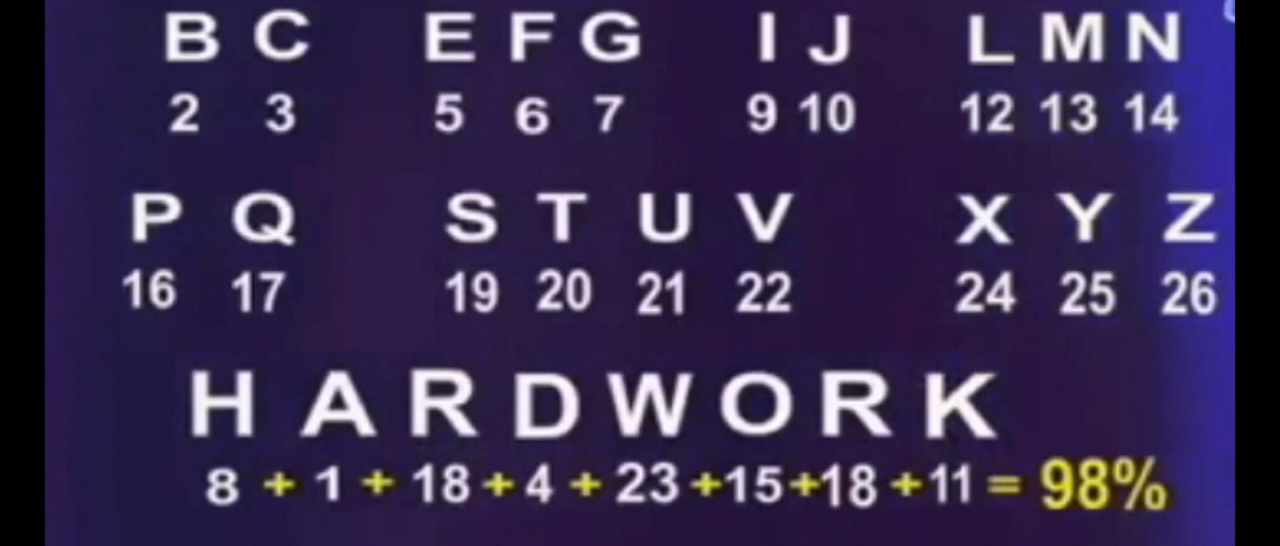 B C E F G I J L M N
2 3 5 6 7 9 10 12 13 14
P Q S T U V X Y Z
16 17 19 20 21 22 24 25 26
H A R D W O R K
8 + 1 + 18 + 4 + 23 +15+18 +11 = 98%